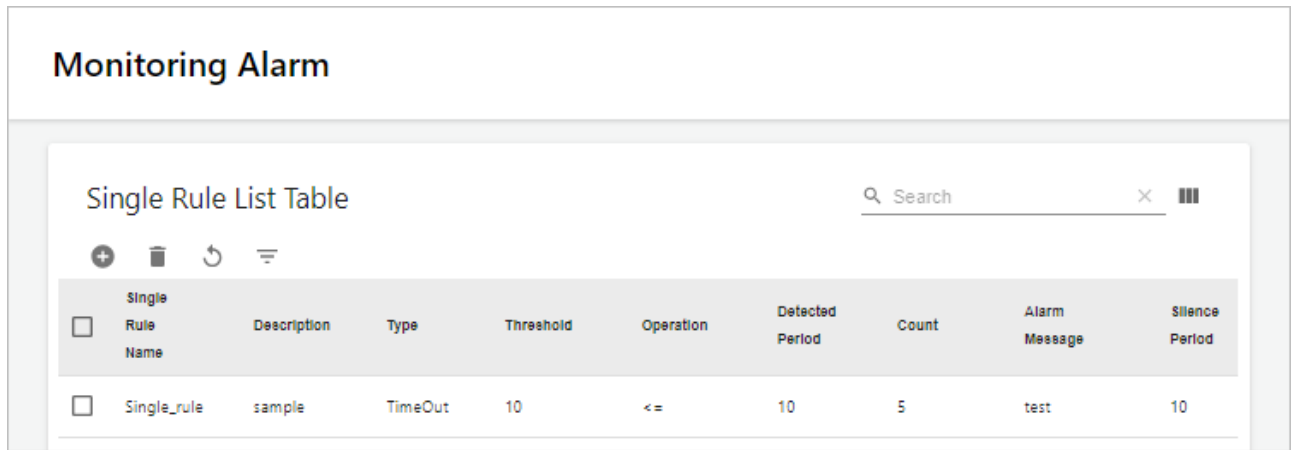 Monitoring Alarm
Single Rule List Table
Search
Single
Rule
Name
Description
Type
Threshold
Operation
Detected
Period
Count
Alarm
Message
Silence
Period
Single_rule sample TimeOut 10 <= 10 5 test 10